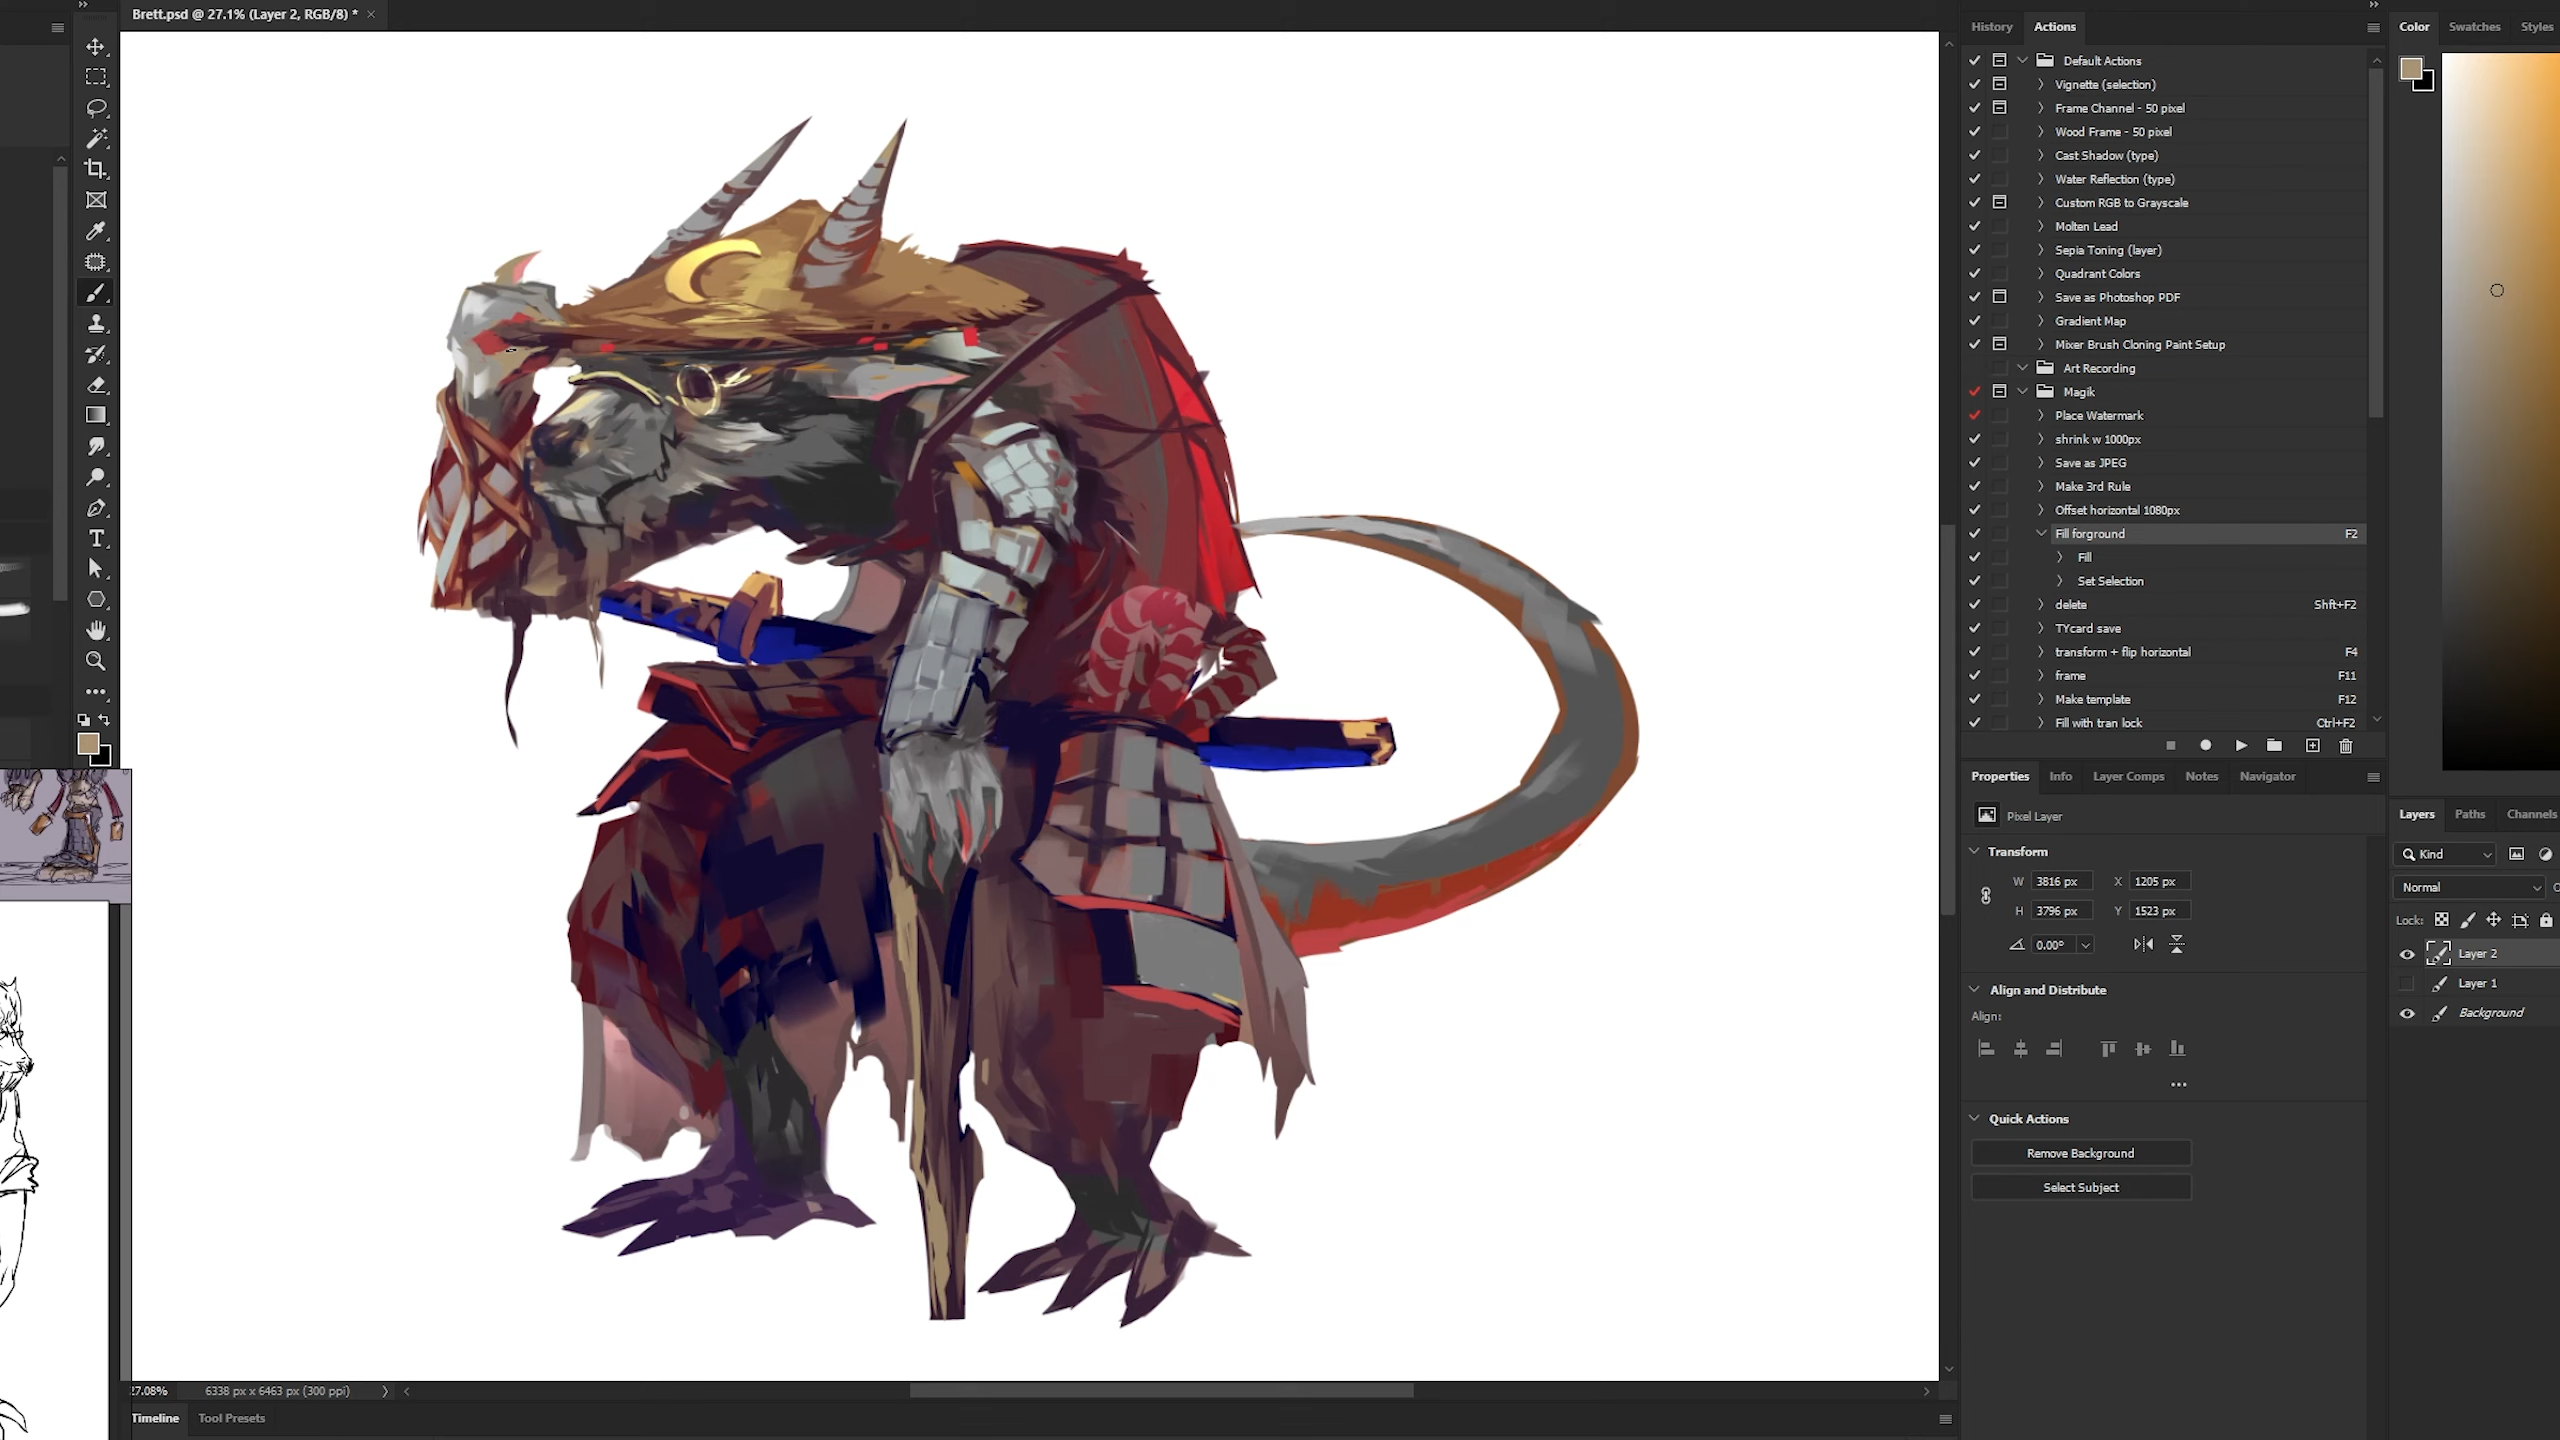 Brett.psd @ 27.1% (Layer 2, RGB/8) *
T
27.08%
6338 px x 6463 px (300 ppi)
Timeline
Tool Presets
History
Actions
Default Actions
Vignette (selection)
Frame Channel - 50 pixel
Wood Frame - 50 pixel
Cast Shadow (type)
Water Reflection (type)
Custom RGB to Grayscale
Molten Lead
Sepia Toning (layer)
Quadrant Colors
Save as Photoshop PDF
Gradient Map
Mixer Brush Cloning Paint Setup
Art Recording
Magik
Place Watermark
shrink w 1000px
Save as JPEG
Make 3rd Rule
Offset horizontal 1080px
Fill forground F2
Fill
Set Selection
delete Shft+F2
TYcard save
transform + flip horizontal F4
frame F11
Make template F12
Fill with tran lock Ctrl+F2
Properties
Info
Layer Comps
Notes
Navigator
Pixel Layer
Transform
W 3816 px X 1205 px
H 3796 px Y 1523 px
0.00°
Align and Distribute
Align:
Quick Actions
Remove Background
Select Subject
Color
Swatches
Styles
Layers
Paths
Channels
Kind
Normal
Lock:
Layer 2
Layer 1
Background